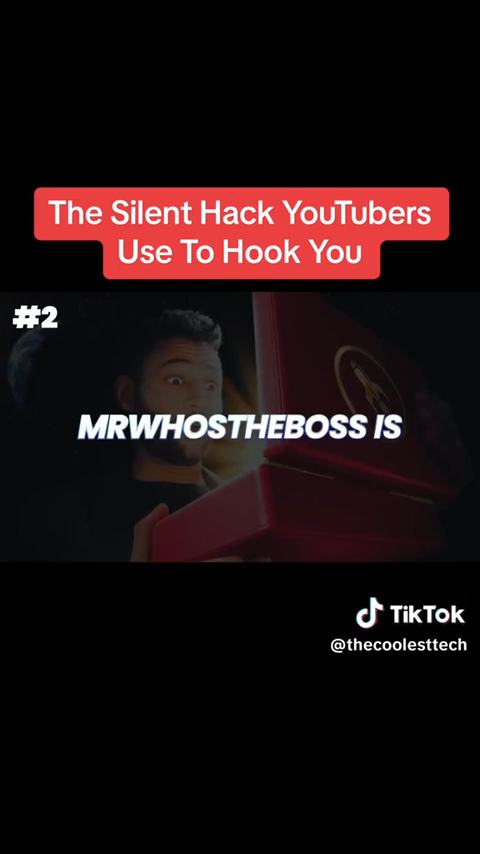 The Silent Hack YouTubers
Use To Hook You
#2
MRWHOSTHEBOSS IS
TikTok
@thecoolesttech